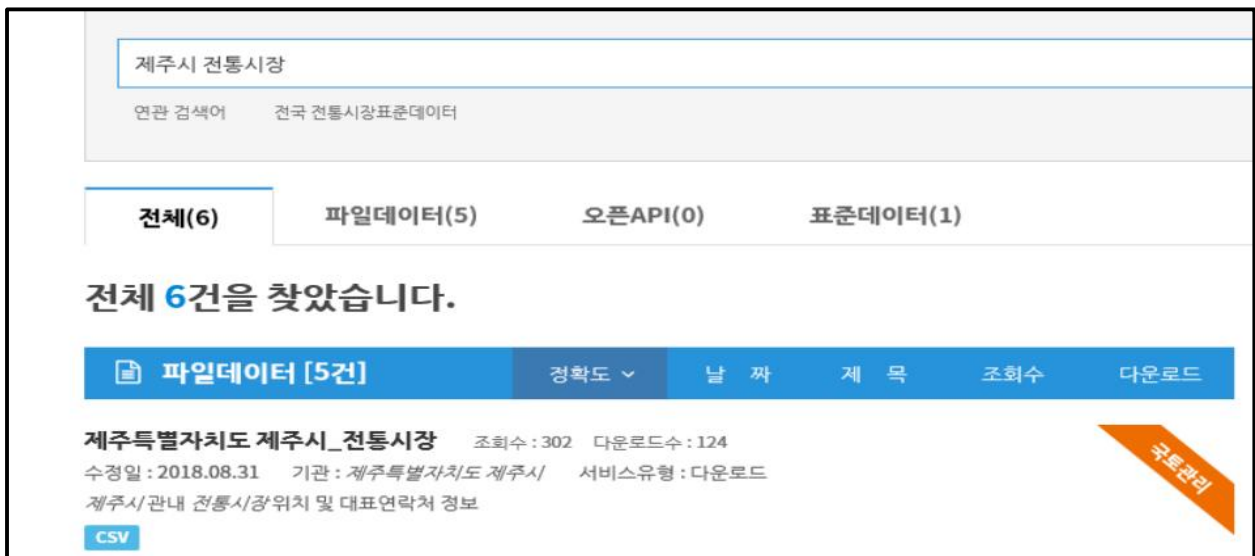 제주시 전통시장
연관 검색어 전국 전통시장표준데이터
전체(6) 파일데이터(5) 오픈API(0) 표준데이터(1)
전체 6건을 찾았습니다.
파일데이터 [5건] 정확도 날 짜 제 목 조회수 다운로드
제주특별자치도 제주시_전통시장 조회수 : 302 다운로드수 : 124
국토관리
수정일 : 2018.08.31 기관 : 제주특별자치도 제주시 서비스유형 : 다운로드
제주시 관내 전통시장 위치 및 대표연락처 정보
CSV